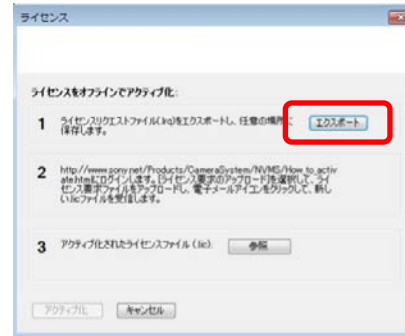 ライセンス
ライセンスをオフラインでアクティブ化:
1 ライセンスリクエストファイル(.lrq)をエクスポートし、任意の場所に
保存します。
エクスポート
2 http://www.sony.net/Products/CameraSystem/NVMS/How_to_activ
ate.htmlにログインします。[ライセンス要求のアップロード]を選択して、ライ
センス要求ファイルをアップロードし、電子メールアイコンをクリックして、新し
い.licファイルを受信します。
3 アクティブ化されたライセンスファイル (.lic).
参照
アクティブ化 キャンセル